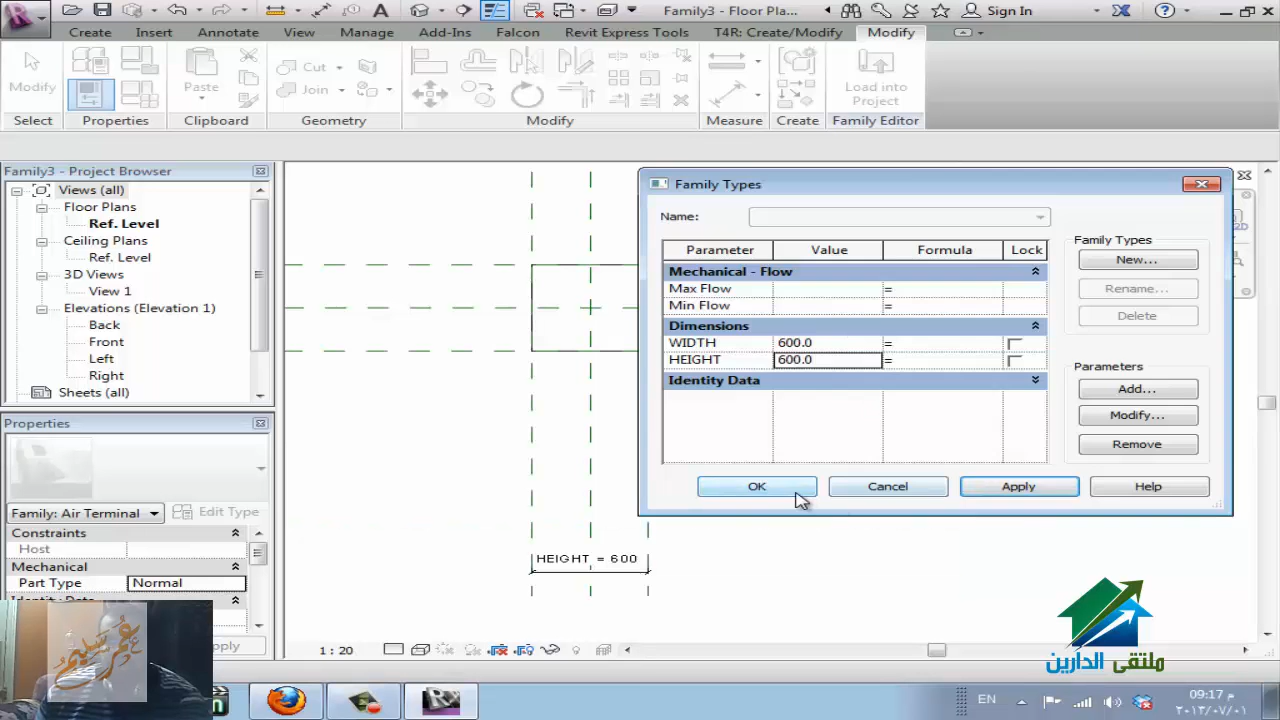 Family3 - Floor Pla...
Sign In
Create
Insert
Annotate
View
Manage
Add-Ins
Falcon
Revit Express Tools
T4R: Create/Modify
Modify
Modify
Paste
Cut
Join
Load into
Project
Select
Properties
Clipboard
Geometry
Modify
Measure
Create
Family Editor
Family3 - Project Browser
Views (all)
Floor Plans
Ref. Level
Ceiling Plans
Ref. Level
3D Views
View 1
Elevations (Elevation 1)
Back
Front
Left
Right
Sheets (all)
Properties
Family: Air Terminal
Edit Type
Constraints
Host
Mechanical
Part Type
Normal
HEIGHT = 600
Family Types
Name:
Parameter
Value
Formula
Lock
Mechanical - Flow
Max Flow
=
Min Flow
=
Dimensions
WIDTH
600.0
=
HEIGHT
600.0
=
Identity Data
Family Types
New...
Rename...
Delete
Parameters
Add...
Modify...
Remove
OK
Cancel
Apply
Help
1 : 20
عمر سليم
ملتقى الدارين
EN
09:17 م
٢٠١٣/٠٧/٠١